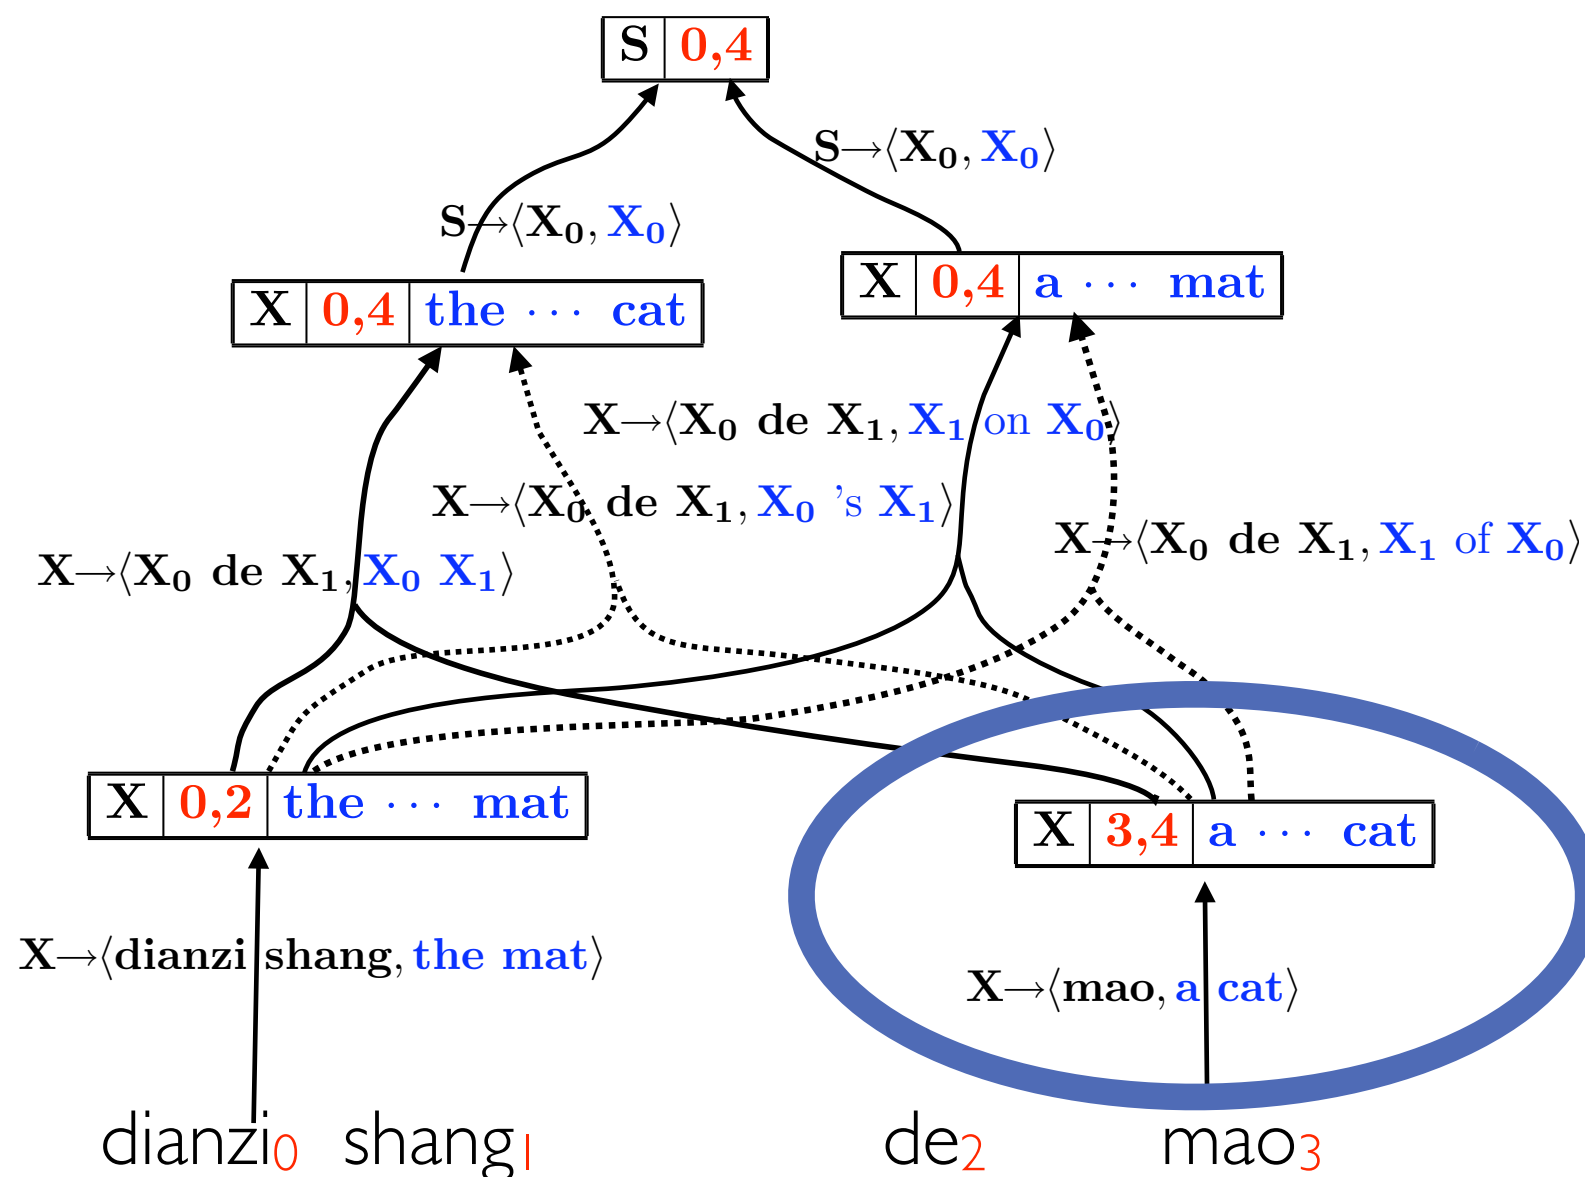 S 0,4
S→⟨X₀, X₀⟩
S→⟨X₀, X₀⟩
X 0,4 a ··· mat
X 0,4 the ··· cat
X→⟨X₀ de X₁, X₁ on X₀⟩
X→⟨X₀ de X₁, X₀ 's X₁⟩
X→⟨X₀ de X₁, X₁ of X₀⟩
X→⟨X₀ de X₁, X₀ X₁⟩
X 0,2 the ··· mat
X 3,4 a ··· cat
X→⟨dianzi shang, the mat⟩
X→⟨mao, a cat⟩
dianzi₀ shang₁ de₂ mao₃